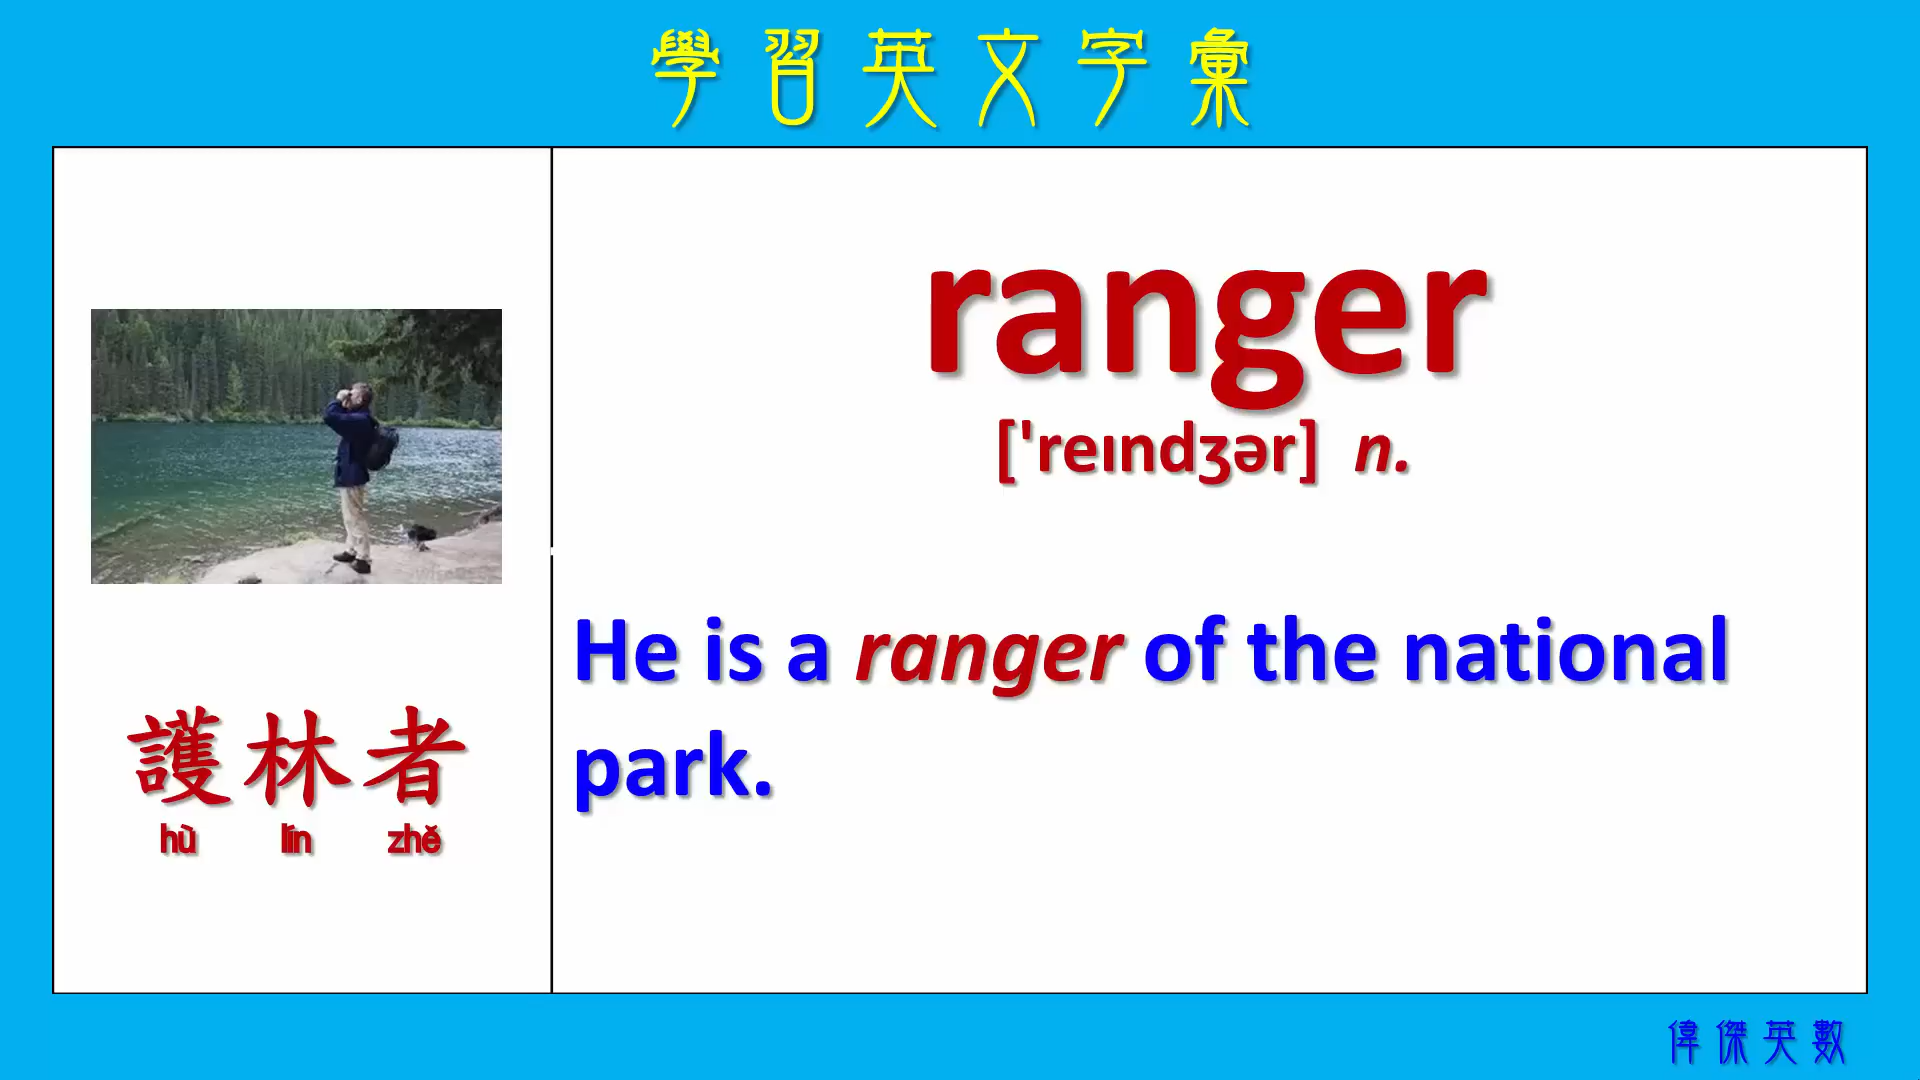 學習英文字彙
ranger
['reɪndʒər] n.
He is a ranger of the national
park.
護林者
hù lín zhě
偉傑英數